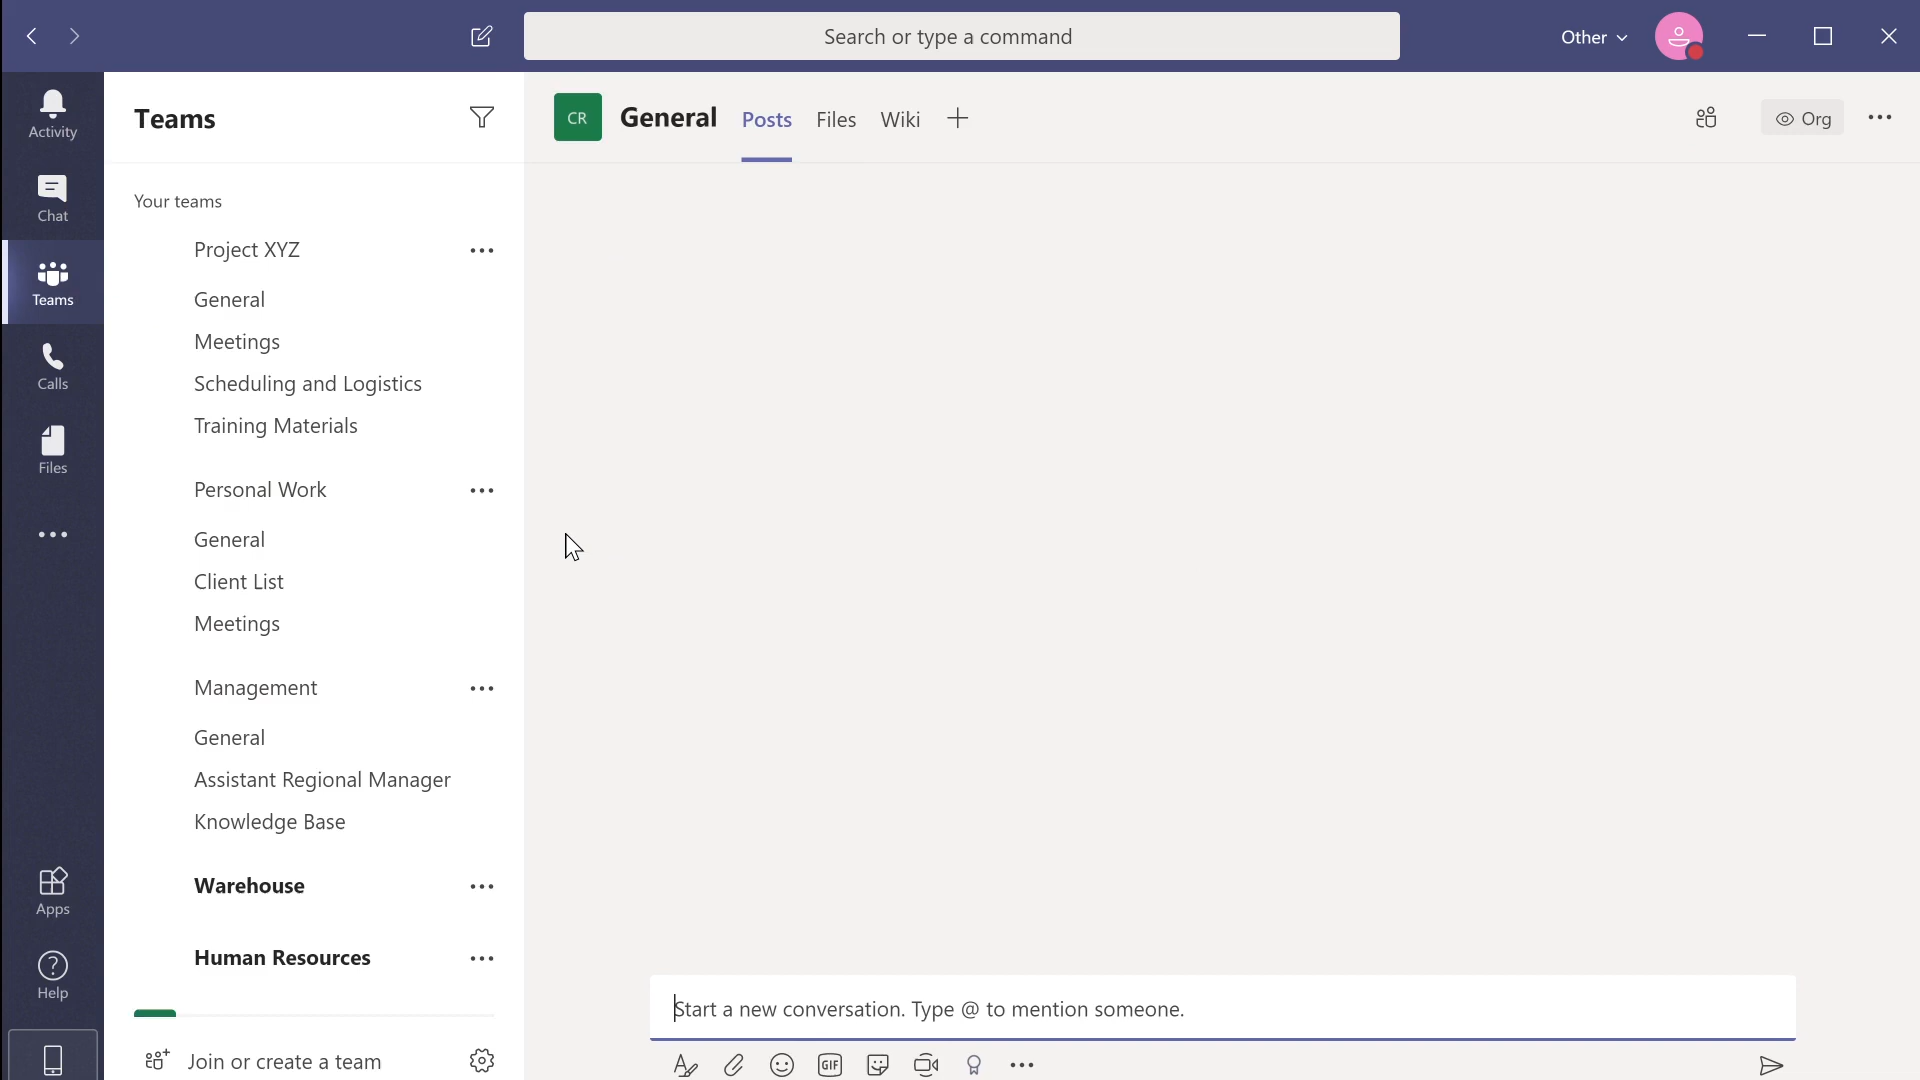 Search or type a command
Other
Activity
Chat
Teams
Calls
Files
Apps
Help
Teams
Your teams
Project XYZ
General
Meetings
Scheduling and Logistics
Training Materials
Personal Work
General
Client List
Meetings
Management
General
Assistant Regional Manager
Knowledge Base
Warehouse
Human Resources
Join or create a team
CR
General
Posts
Files
Wiki
Org
Start a new conversation. Type @ to mention someone.
GIF